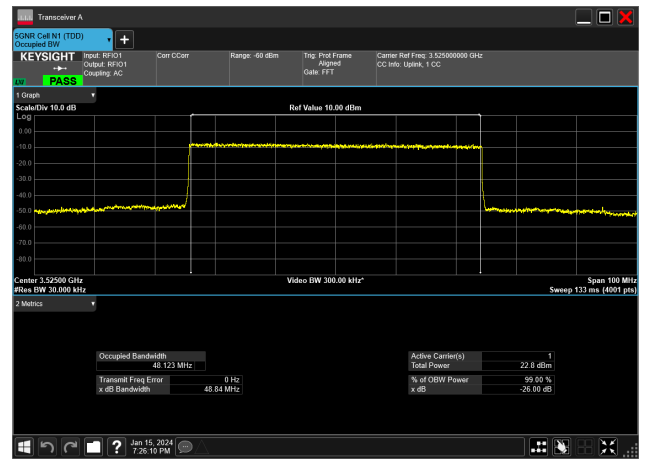 Transceiver A
5GNR Cell N1 (TDD)
Occupied BW
KEYSIGHT
LW PASS
Input: RFIO1
Output: RFIO1
Coupling: AC
Corr CCorr
Range: -60 dBm
Trig: Prot Frame
Aligned
Gate: FFT
Carrier Ref Freq: 3.525000000 GHz
CC Info: Uplink, 1 CC
1 Graph
Scale/Div 10.0 dB
Ref Value 10.00 dBm
Log
0.00
-10.0
-20.0
-30.0
-40.0
-50.0
-60.0
-70.0
-80.0
Center 3.52500 GHz
Video BW 300.00 kHz*
Span 100 MHz
#Res BW 30.000 kHz
Sweep 133 ms (4001 pts)
2 Metrics
Occupied Bandwidth
48.123 MHz
Transmit Freq Error 0 Hz
x dB Bandwidth 48.84 MHz
Active Carrier(s) 1
Total Power 22.8 dBm
% of OBW Power 99.00 %
x dB -26.00 dB
Jan 15, 2024
7:26:10 PM